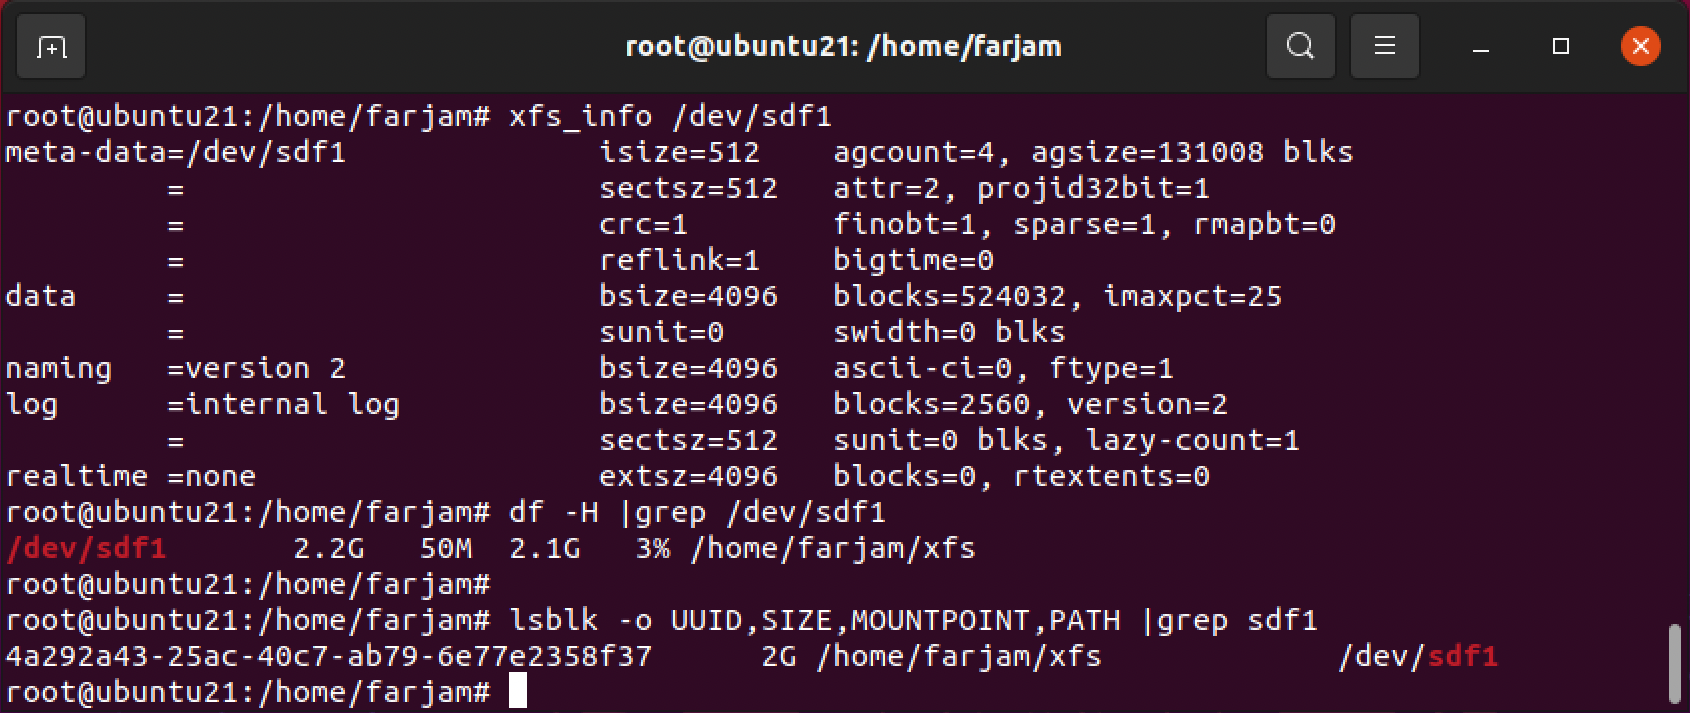 root@ubuntu21: /home/farjam
root@ubuntu21:/home/farjam# xfs_info /dev/sdf1
meta-data=/dev/sdf1              isize=512    agcount=4, agsize=131008 blks
         =                       sectsz=512   attr=2, projid32bit=1
         =                       crc=1        finobt=1, sparse=1, rmapbt=0
         =                       reflink=1    bigtime=0
data     =                       bsize=4096   blocks=524032, imaxpct=25
         =                       sunit=0      swidth=0 blks
naming   =version 2              bsize=4096   ascii-ci=0, ftype=1
log      =internal log           bsize=4096   blocks=2560, version=2
         =                       sectsz=512   sunit=0 blks, lazy-count=1
realtime =none                   extsz=4096   blocks=0, rtextents=0
root@ubuntu21:/home/farjam# df -H |grep /dev/sdf1
/dev/sdf1       2.2G   50M  2.1G   3% /home/farjam/xfs
root@ubuntu21:/home/farjam#
root@ubuntu21:/home/farjam# lsblk -o UUID,SIZE,MOUNTPOINT,PATH |grep sdf1
4a292a43-25ac-40c7-ab79-6e77e2358f37      2G /home/farjam/xfs             /dev/sdf1
root@ubuntu21:/home/farjam#